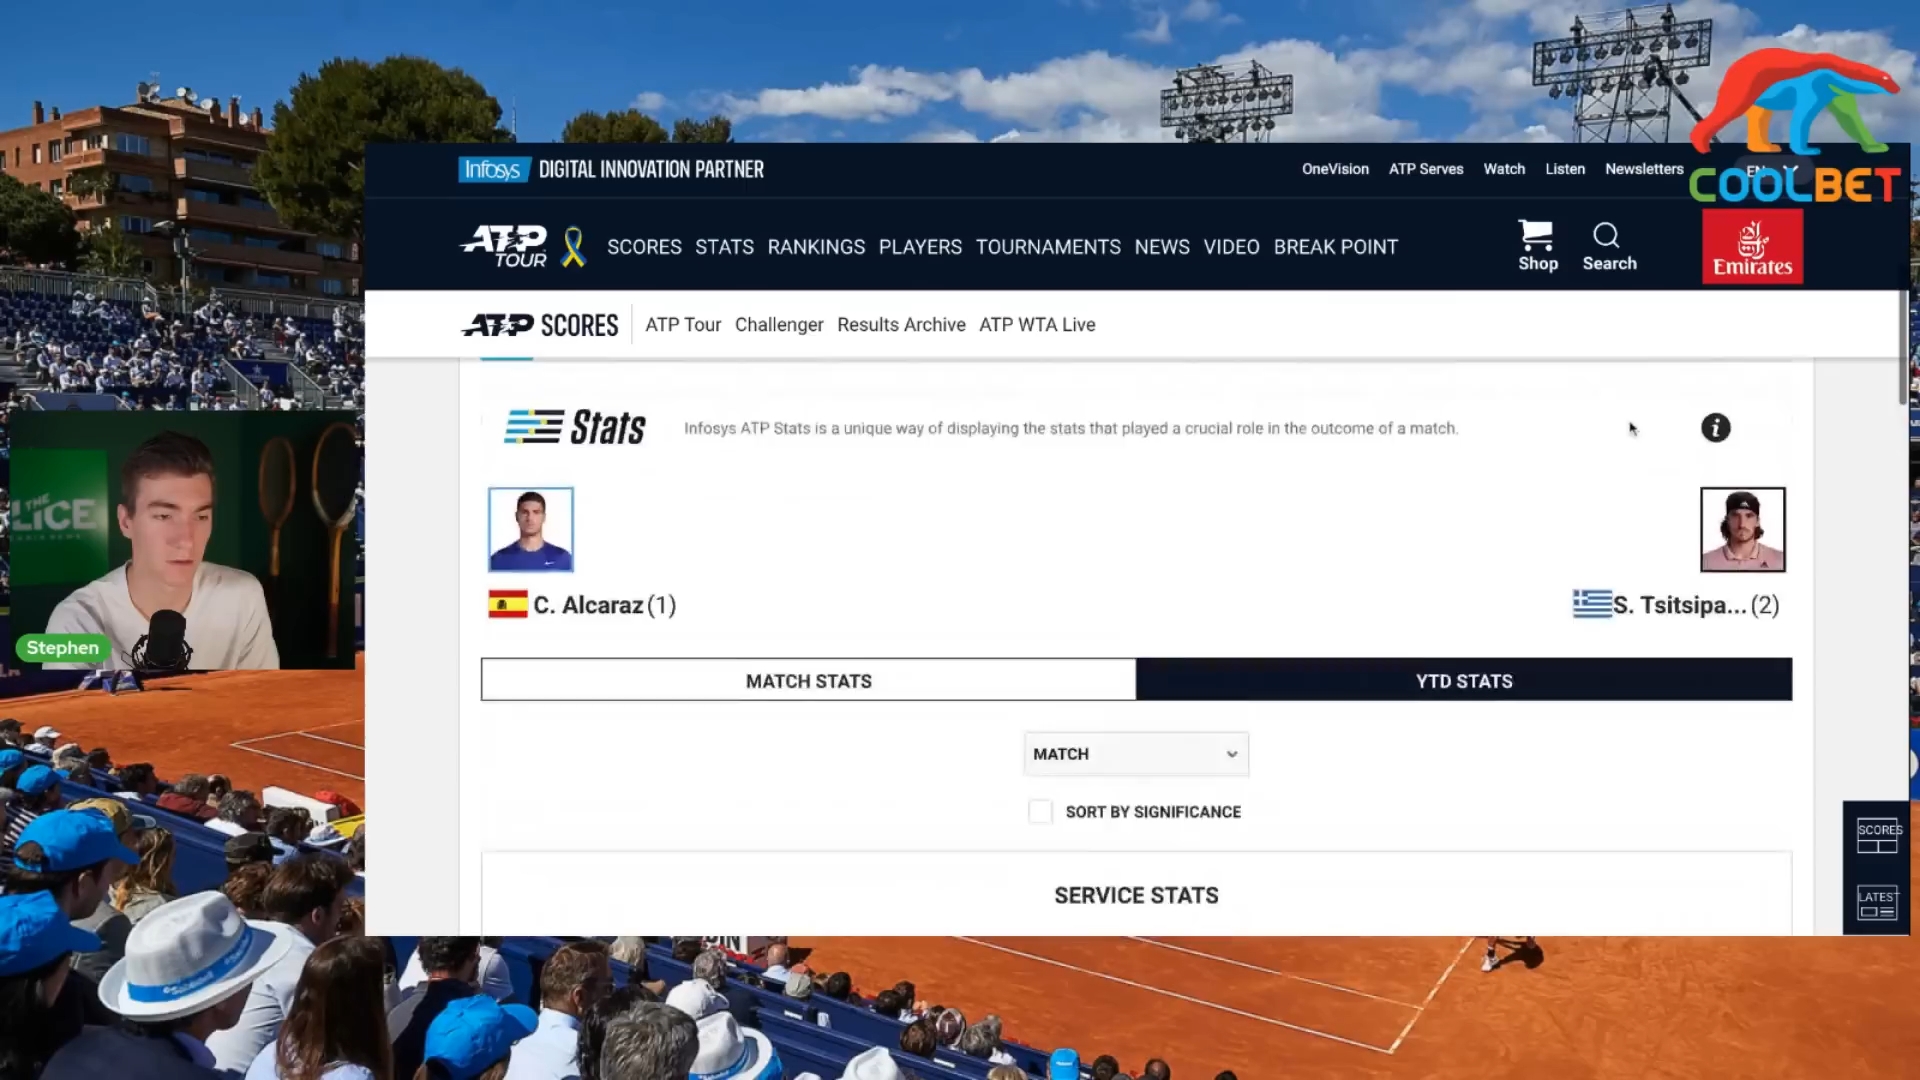 COOLBET
Infosys DIGITAL INNOVATION PARTNER
OneVision ATP Serves Watch Listen Newsletters EN
ATP TOUR
SCORES STATS RANKINGS PLAYERS TOURNAMENTS NEWS VIDEO BREAK POINT
Shop
Search
Emirates
ATP SCORES
ATP Tour Challenger Results Archive ATP WTA Live
Stats
Infosys ATP Stats is a unique way of displaying the stats that played a crucial role in the outcome of a match.
THE
LICE
C. Alcaraz (1)
S. Tsitsipa... (2)
Stephen
MATCH STATS
YTD STATS
MATCH
SORT BY SIGNIFICANCE
SERVICE STATS
SCORES
LATEST